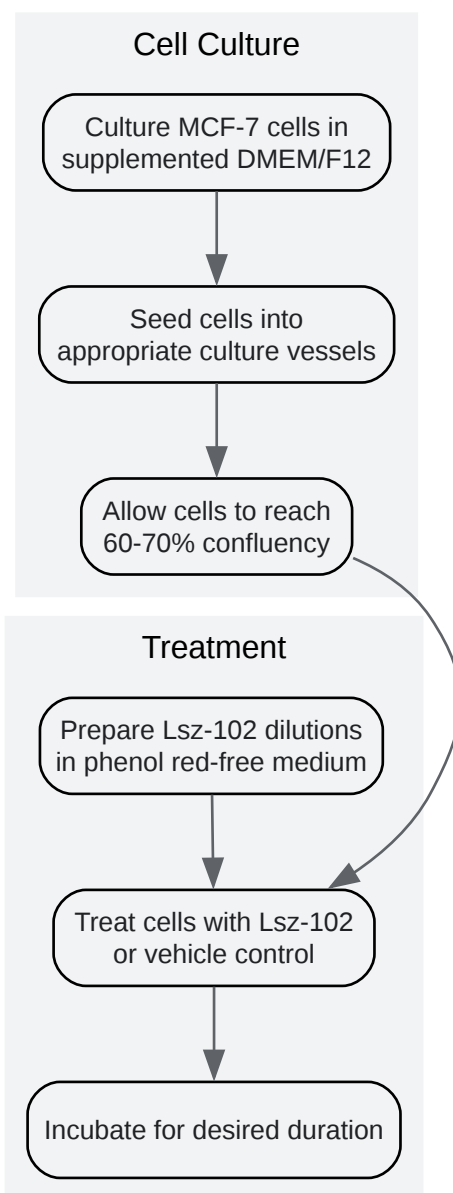 Cell Culture
Culture MCF-7 cells in
supplemented DMEM/F12
Seed cells into
appropriate culture vessels
Allow cells to reach
60-70% confluency
Treatment
Prepare Lsz-102 dilutions
in phenol red-free medium
Treat cells with Lsz-102
or vehicle control
Incubate for desired duration